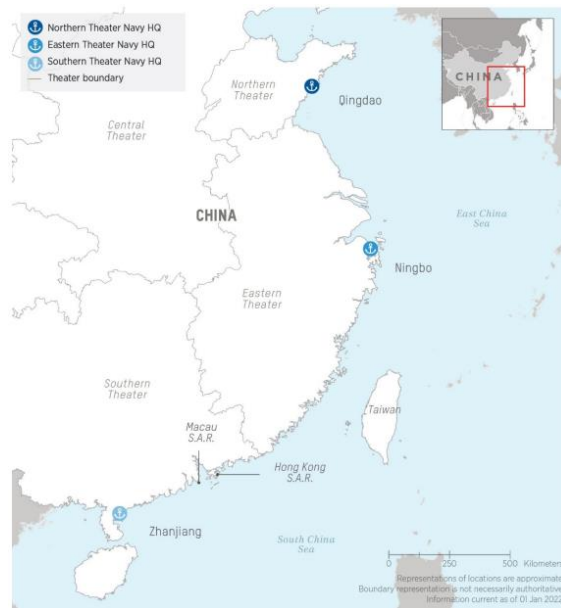 Northern Theater Navy HQ
Eastern Theater Navy HQ
Southern Theater Navy HQ
Theater boundary
CHINA
Northern
Theater
Qingdao
Central
Theater
CHINA
East China
Sea
Ningbo
Eastern
Theater
Southern
Theater
Taiwan
Macau
S.A.R.
Hong Kong
S.A.R.
Zhanjiang
South China
Sea
0 250 500 Kilometer
Representations of locations are approximate
Boundary representation is not necessarily authoritative
Information current as of 01 Jan 2022